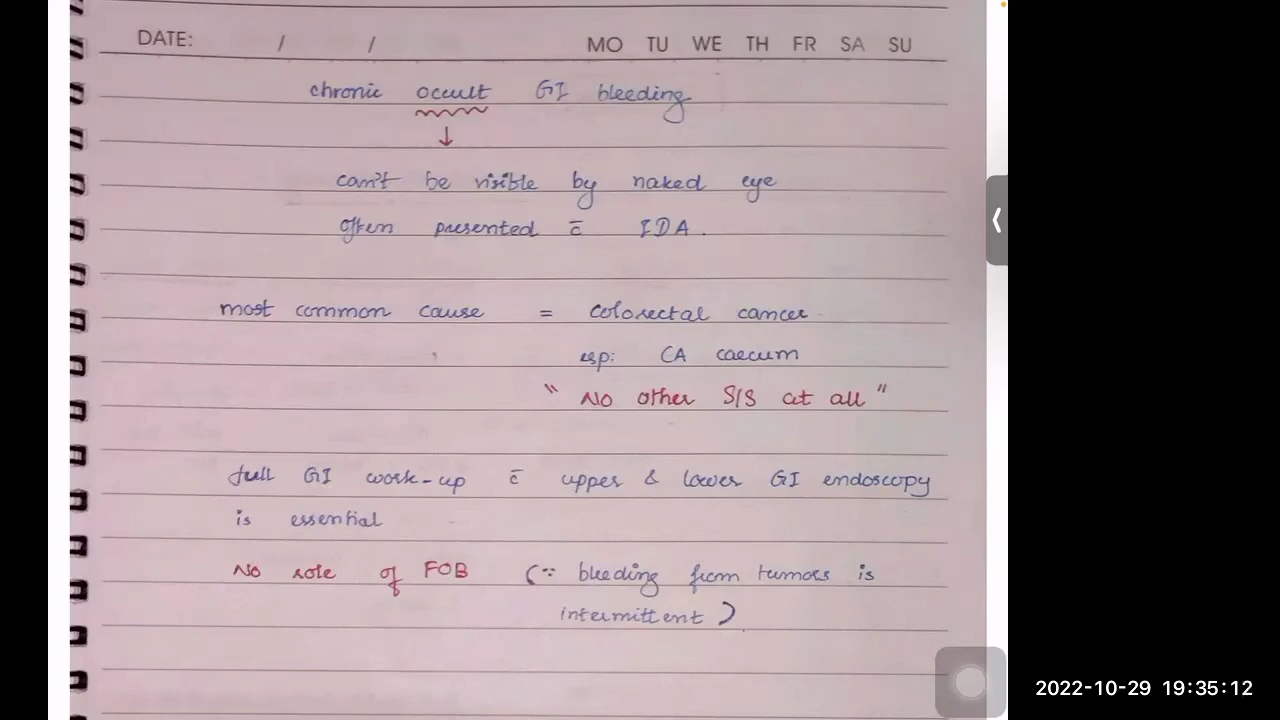 DATE: / / MO TU WE TH FR SA SU
chronic occult GI bleeding
↓
can't be visible by naked eye
often presented c̄ IDA.
most common cause = colorectal cancer
esp: CA caecum
" No other S/S at all "
full GI work-up c̄ upper & lower GI endoscopy
is essential
No role of FOB (∵ bleeding from tumors is
intermittent)
2022-10-29 19:35:12